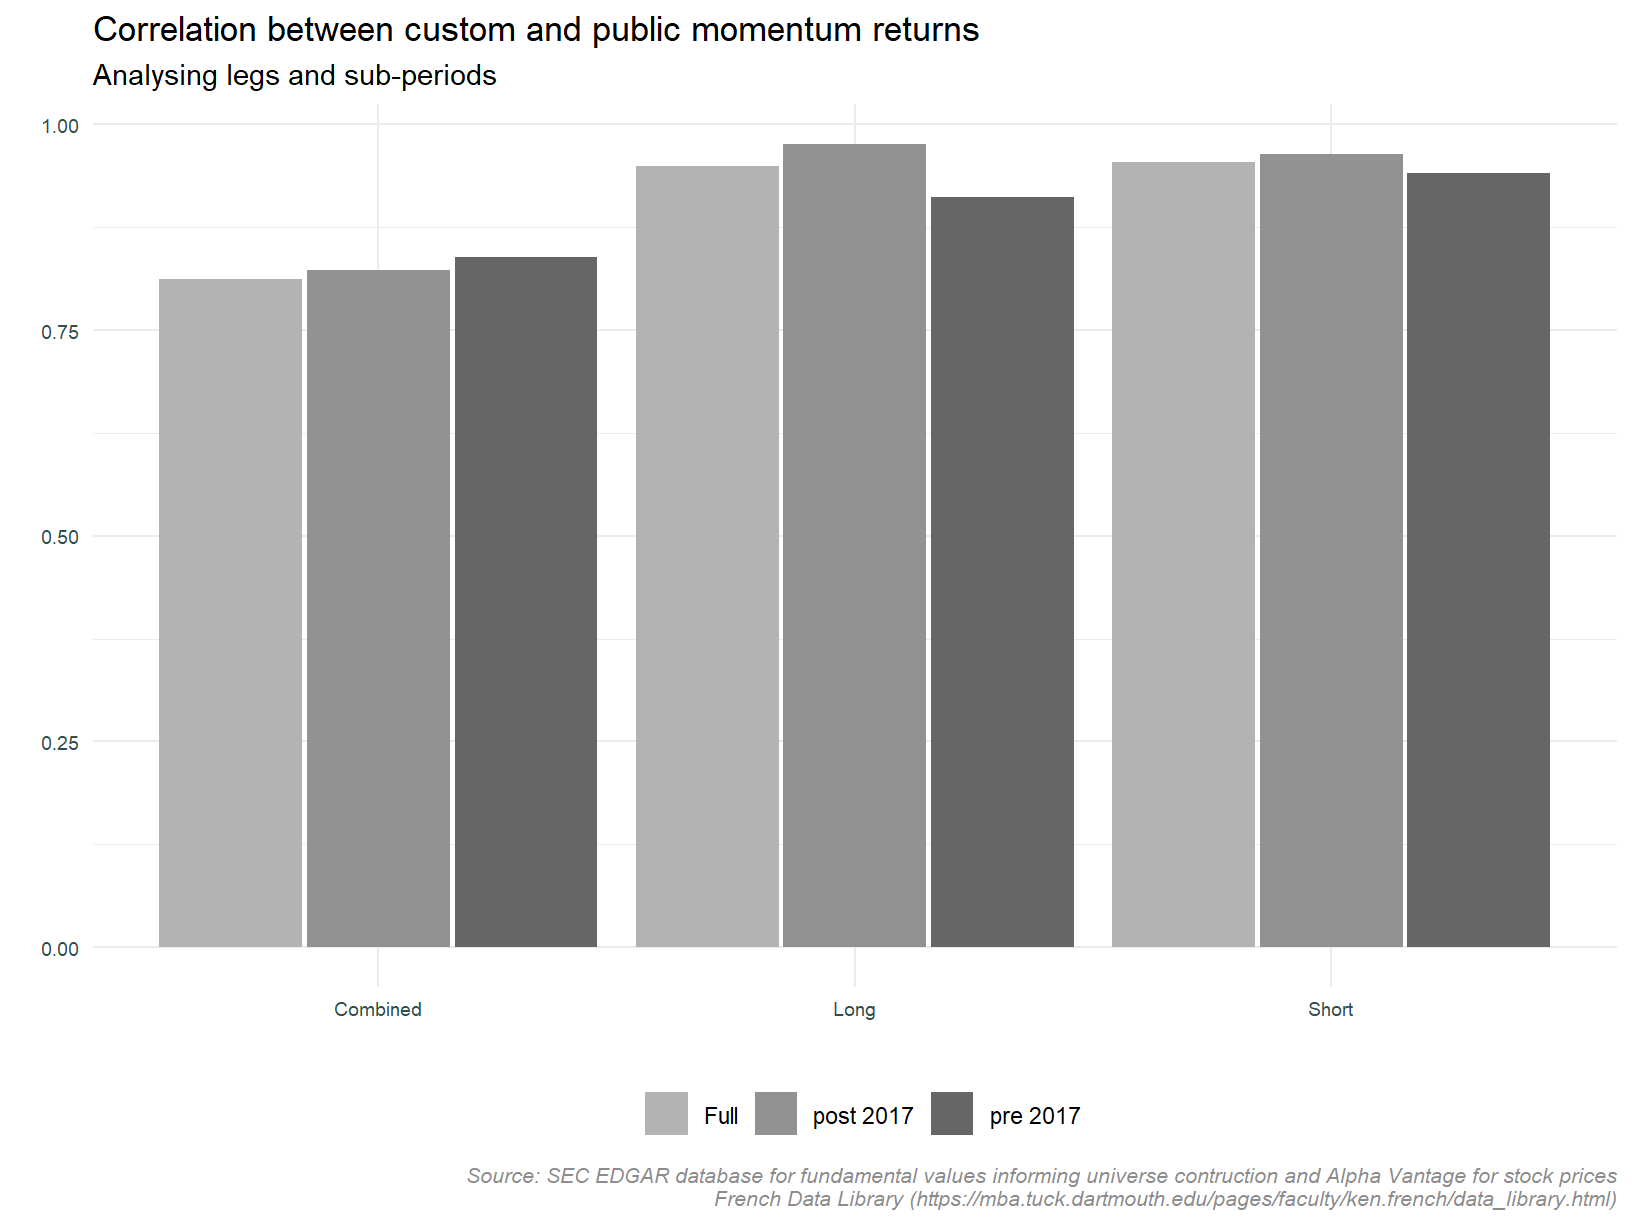 Correlation between custom and public momentum returns
Analysing legs and sub-periods
1.00
0.75
0.50
0.25
0.00
Combined Long Short
Full post 2017 pre 2017
Source: SEC EDGAR database for fundamental values informing universe contruction and Alpha Vantage for stock prices
French Data Library (https://mba.tuck.dartmouth.edu/pages/faculty/ken.french/data_library.html)